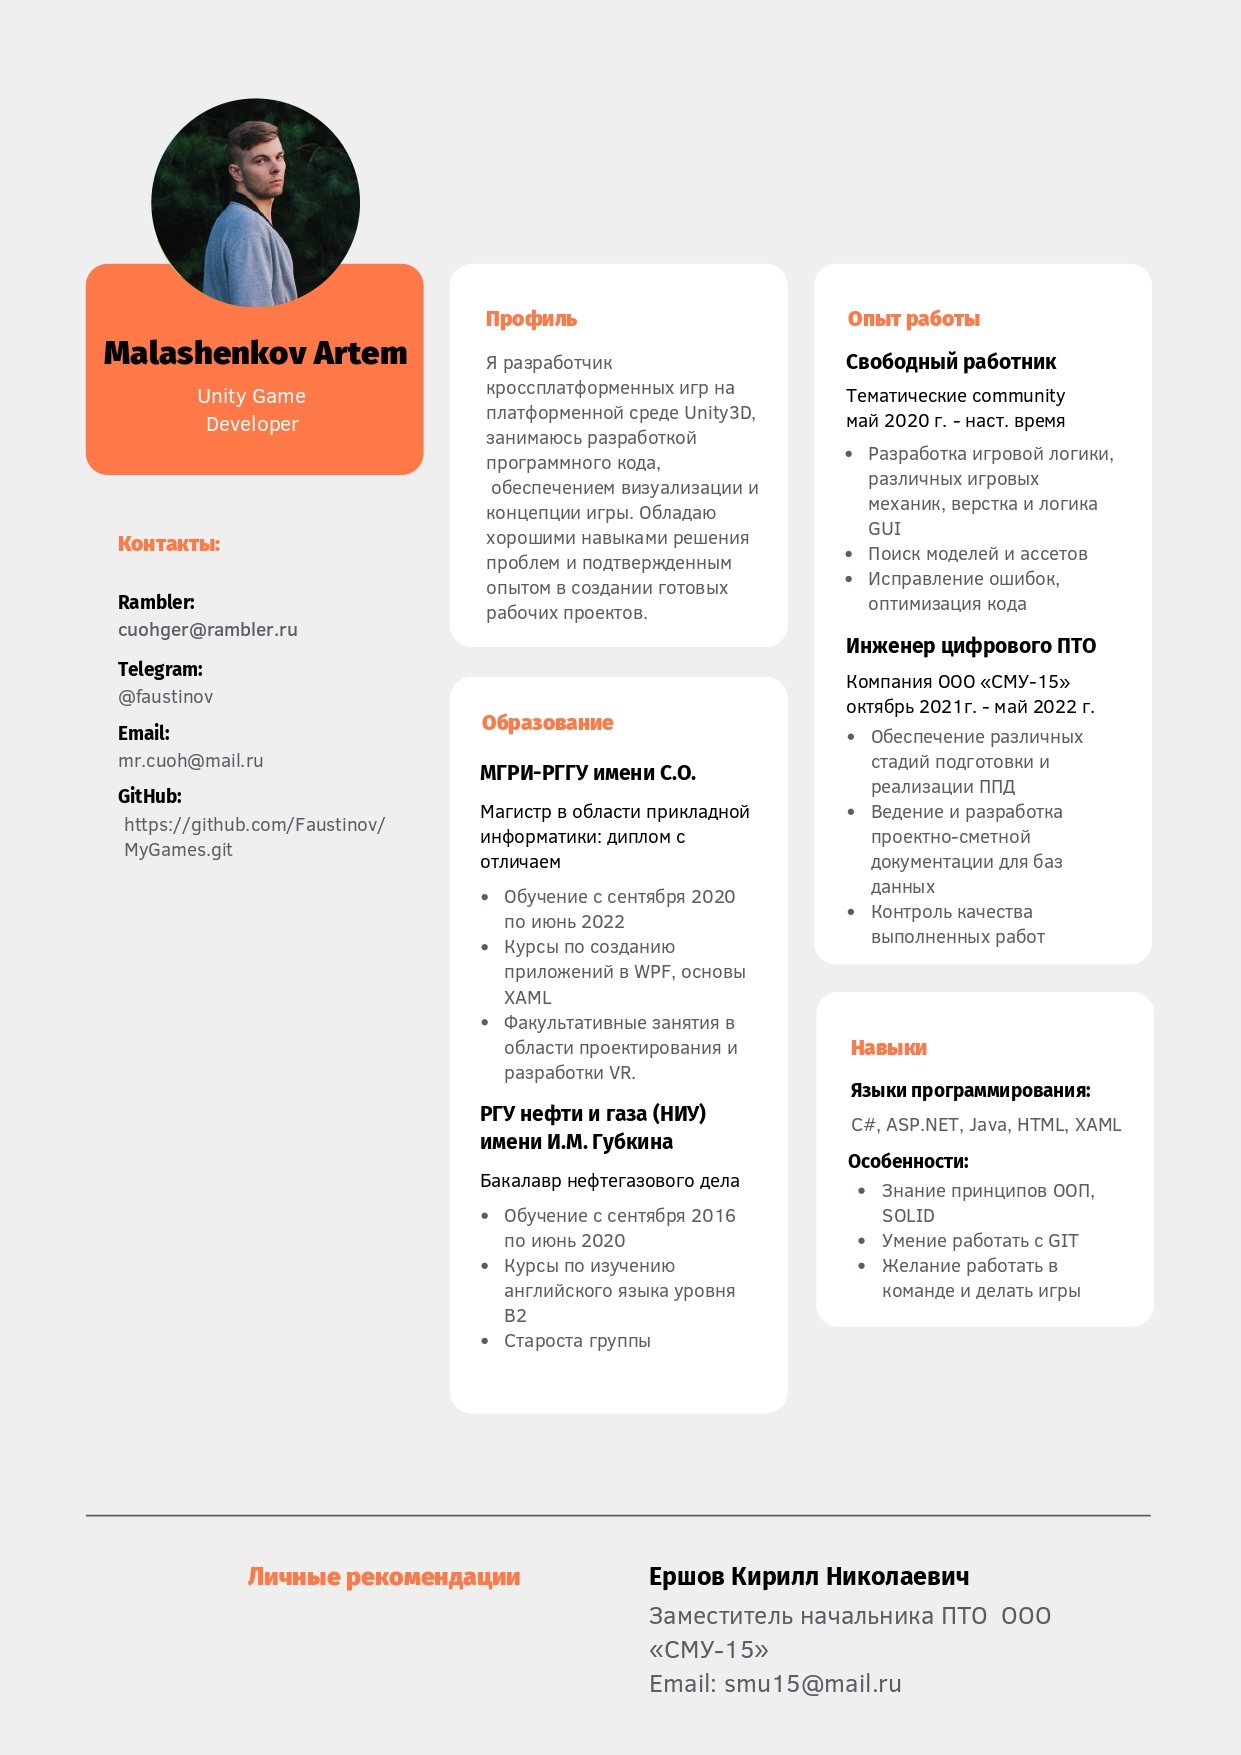 Malashenkov Artem
Unity Game
Developer
Контакты:
Rambler:
cuohger@rambler.ru
Telegram:
@faustinov
Email:
mr.cuoh@mail.ru
GitHub:
https://github.com/Faustinov/
MyGames.git
Профиль
Я разработчик
кроссплатформенных игр на
платформенной среде Unity3D,
занимаюсь разработкой
программного кода,
обеспечением визуализации и
концепции игры. Обладаю
хорошими навыками решения
проблем и подтвержденным
опытом в создании готовых
рабочих проектов.
Образование
МГРИ-РГГУ имени С.О.
Магистр в области прикладной
информатики: диплом с
отличаем
• Обучение с сентября 2020
по июнь 2022
• Курсы по созданию
приложений в WPF, основы
XAML
• Факультативные занятия в
области проектирования и
разработки VR.
РГУ нефти и газа (НИУ)
имени И.М. Губкина
Бакалавр нефтегазового дела
• Обучение с сентября 2016
по июнь 2020
• Курсы по изучению
английского языка уровня
B2
• Староста группы
Опыт работы
Свободный работник
Тематические community
май 2020 г. - наст. время
• Разработка игровой логики,
различных игровых
механик, верстка и логика
GUI
• Поиск моделей и ассетов
• Исправление ошибок,
оптимизация кода
Инженер цифрового ПТО
Компания ООО «СМУ-15»
октябрь 2021г. - май 2022 г.
• Обеспечение различных
стадий подготовки и
реализации ППД
• Ведение и разработка
проектно-сметной
документации для баз
данных
• Контроль качества
выполненных работ
Навыки
Языки программирования:
C#, ASP.NET, Java, HTML, XAML
Особенности:
• Знание принципов ООП,
SOLID
• Умение работать с GIT
• Желание работать в
команде и делать игры
Личные рекомендации
Ершов Кирилл Николаевич
Заместитель начальника ПТО  ООО
«СМУ-15»
Email: smu15@mail.ru